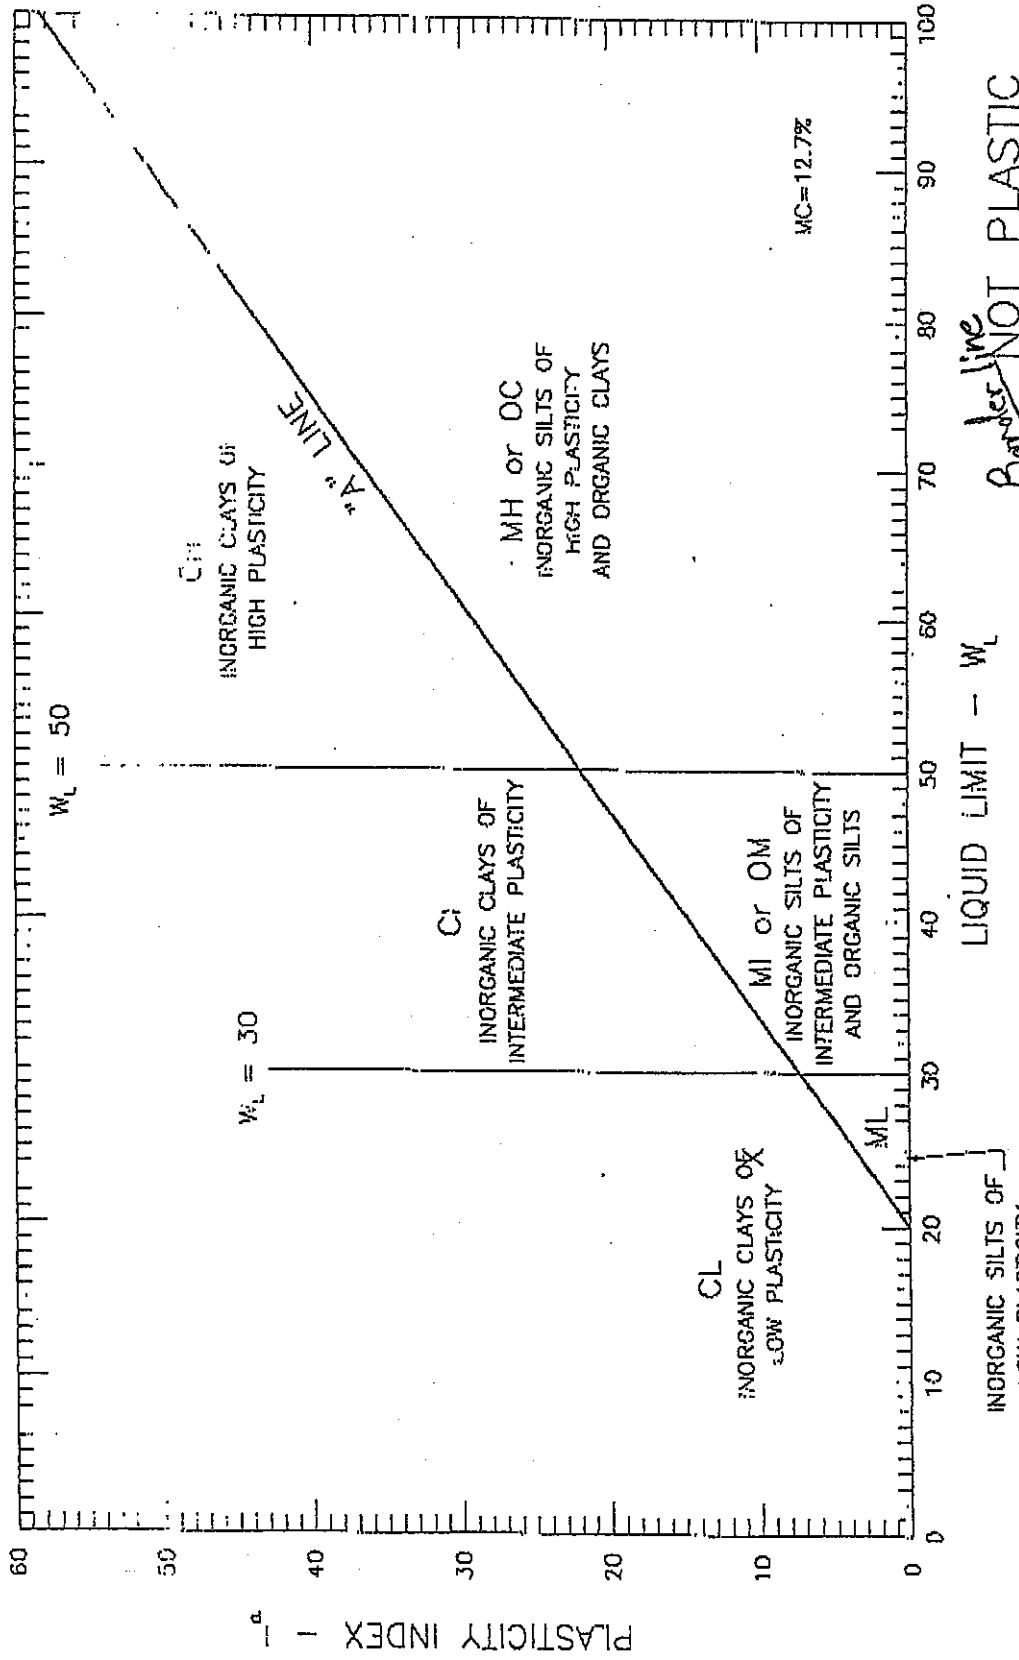 60
50
40
30
20
10
0
PLASTICITY INDEX - Ip
W_L = 50
W_L = 30
CH
INORGANIC CLAYS OF
HIGH PLASTICITY
"A" LINE
CI
INORGANIC CLAYS OF
INTERMEDIATE PLASTICITY
MH or OC
INORGANIC SILTS OF
HIGH PLASTICITY
AND ORGANIC CLAYS
CL
INORGANIC CLAYS OF
LOW PLASTICITY
X
MI or OM
INORGANIC SILTS OF
INTERMEDIATE PLASTICITY
AND ORGANIC SILTS
ML
MC=12.7%
0 10 20 30 40 50 60 70 80 90 100
LIQUID LIMIT - W_L
INORGANIC SILTS OF
Border line
NOT PLASTIC